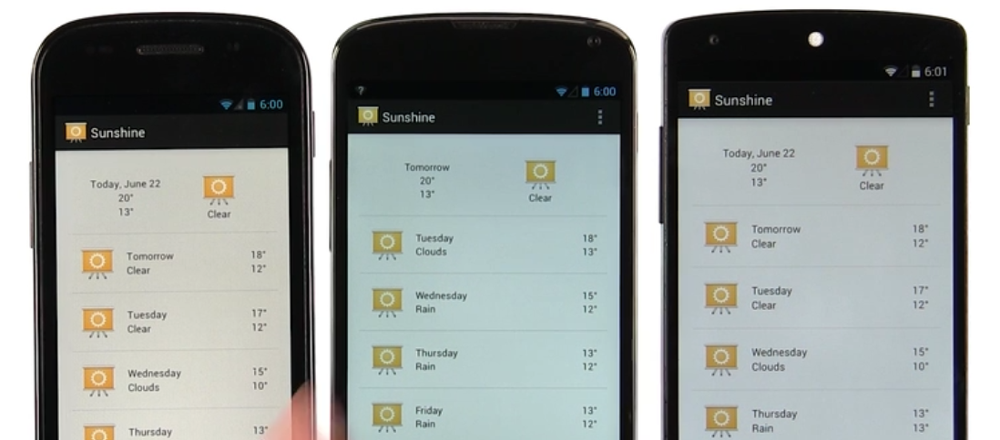 6:00
Sunshine
Today, June 22
20°
13°
Clear
Tomorrow 18°
Clear 12°
Tuesday 17°
Clear 12°
Wednesday 15°
Clouds 10°
Thursday 13°
?
6:00
Sunshine
Tomorrow
20°
13°
Clear
Tuesday 18°
Clouds 13°
Wednesday 15°
Rain 12°
Thursday 13°
Rain 12°
Friday 13°
Rain 12°
6:01
Sunshine
Today, June 22
20°
13°
Clear
Tomorrow 18°
Clear 12°
Tuesday 17°
Clear 12°
Wednesday 15°
Clouds 10°
Thursday 13°
Rain 13°